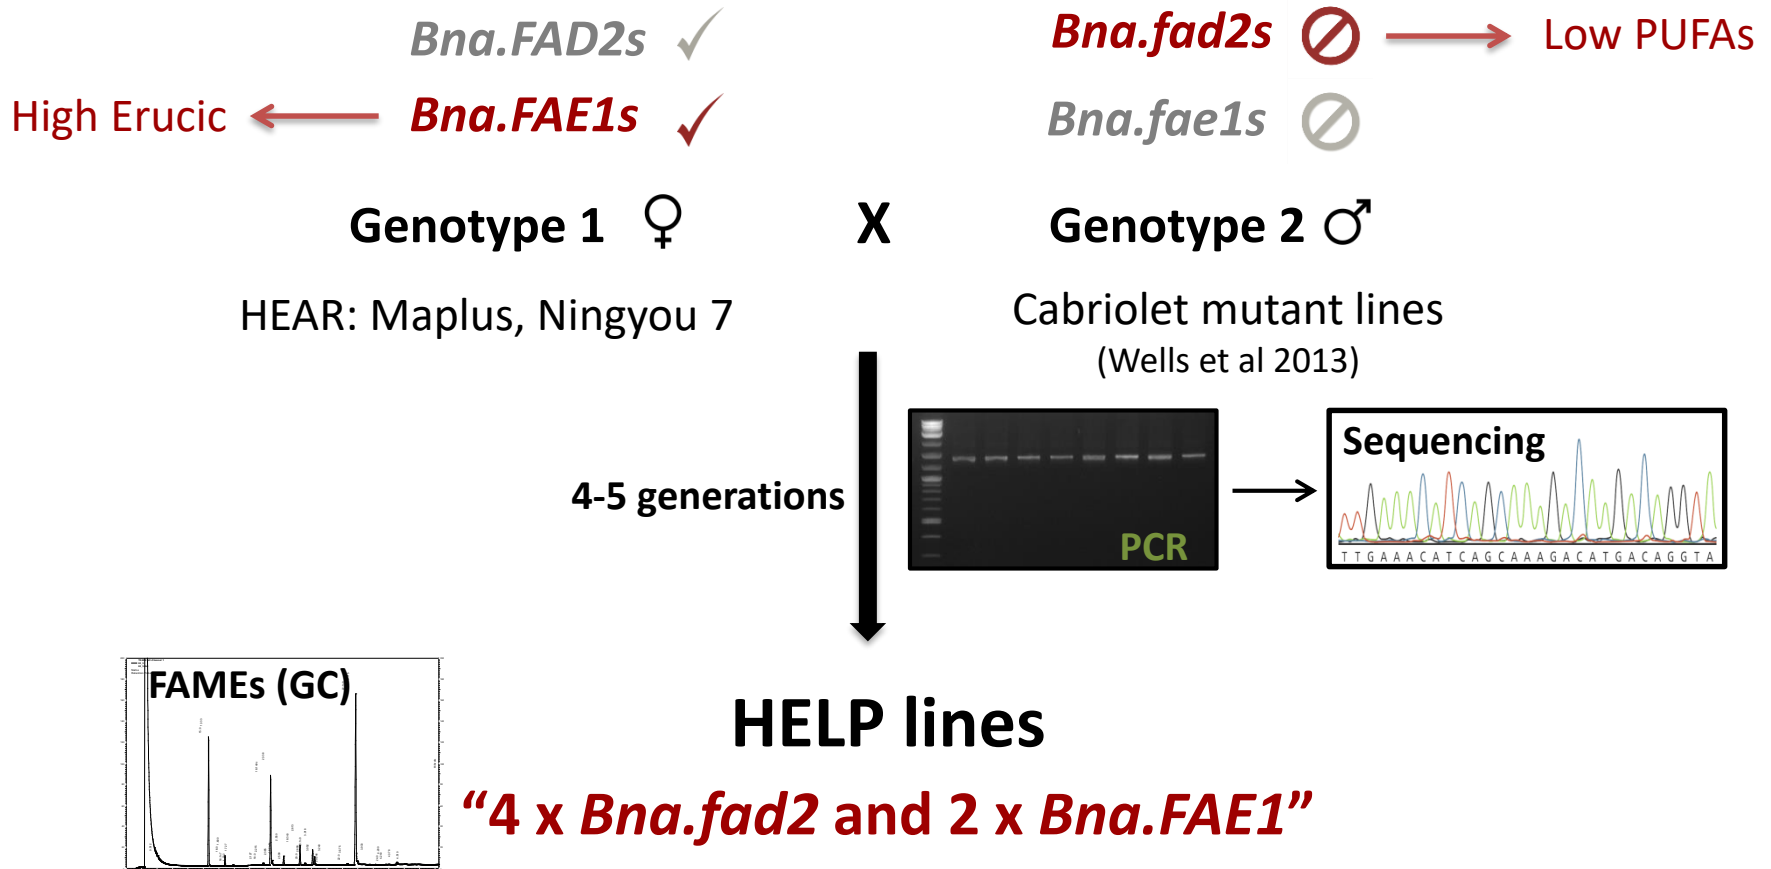 Bna.FAD2s
Bna.fad2s
Low PUFAs
High Erucic
Bna.FAE1s
Bna.fae1s
Genotype 1 ♀
X
Genotype 2 ♂
HEAR: Maplus, Ningyou 7
Cabriolet mutant lines
(Wells et al 2013)
4-5 generations
PCR
Sequencing
T T G A A A C A T C A G C A A A G A C A T G A C A G G T A
FAMEs (GC)
HELP lines
“4 x Bna.fad2 and 2 x Bna.FAE1”